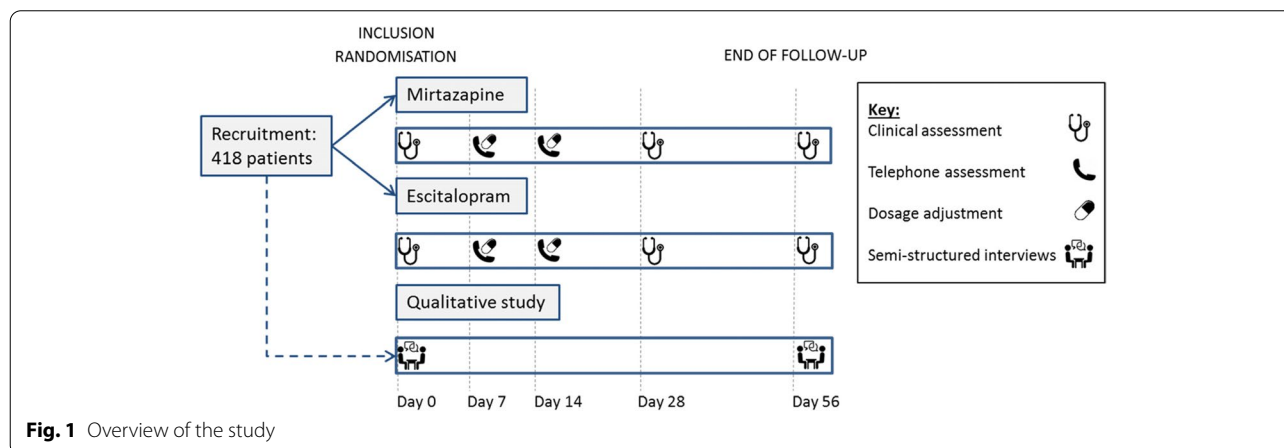 INCLUSION
RANDOMISATION
END OF FOLLOW-UP
Recruitment:
418 patients
Mirtazapine
Escitalopram
Qualitative study
Day 0
Day 7
Day 14
Day 28
Day 56
Key:
Clinical assessment
Telephone assessment
Dosage adjustment
Semi-structured interviews
Fig. 1 Overview of the study